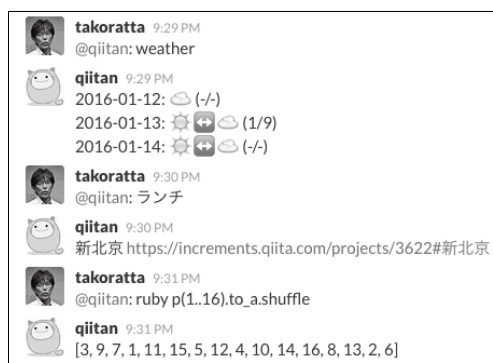 takoratta 9:29 PM
@qiitan: weather
qiitan 9:29 PM
2016-01-12: ☁ (-/-)
2016-01-13: ☀↔☁ (1/9)
2016-01-14: ☀↔☁ (-/-)
takoratta 9:30 PM
@qiitan: ランチ
qiitan 9:30 PM
新北京 https://increments.qiita.com/projects/3622#新北京
takoratta 9:31 PM
@qiitan: ruby p(1..16).to_a.shuffle
qiitan 9:31 PM
[3, 9, 7, 1, 11, 15, 5, 12, 4, 10, 14, 16, 8, 13, 2, 6]